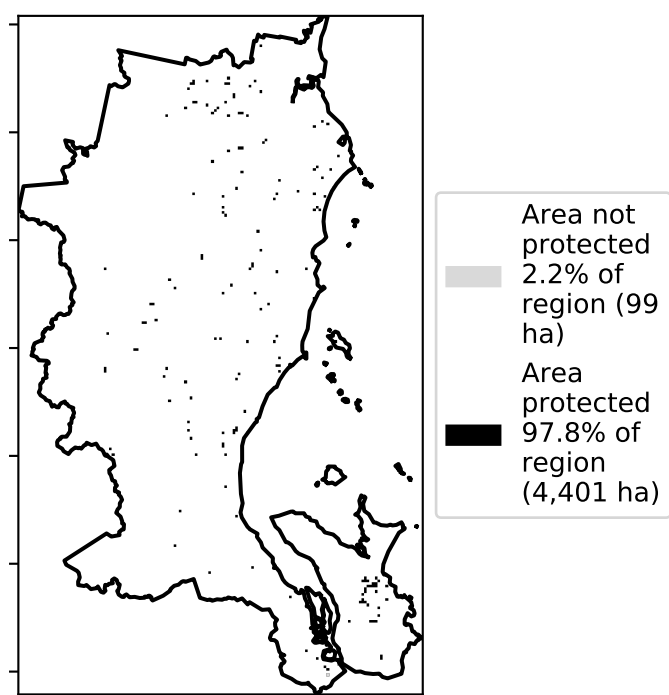 Area not
protected
2.2% of
region (99
ha)
Area
protected
97.8% of
region
(4,401 ha)